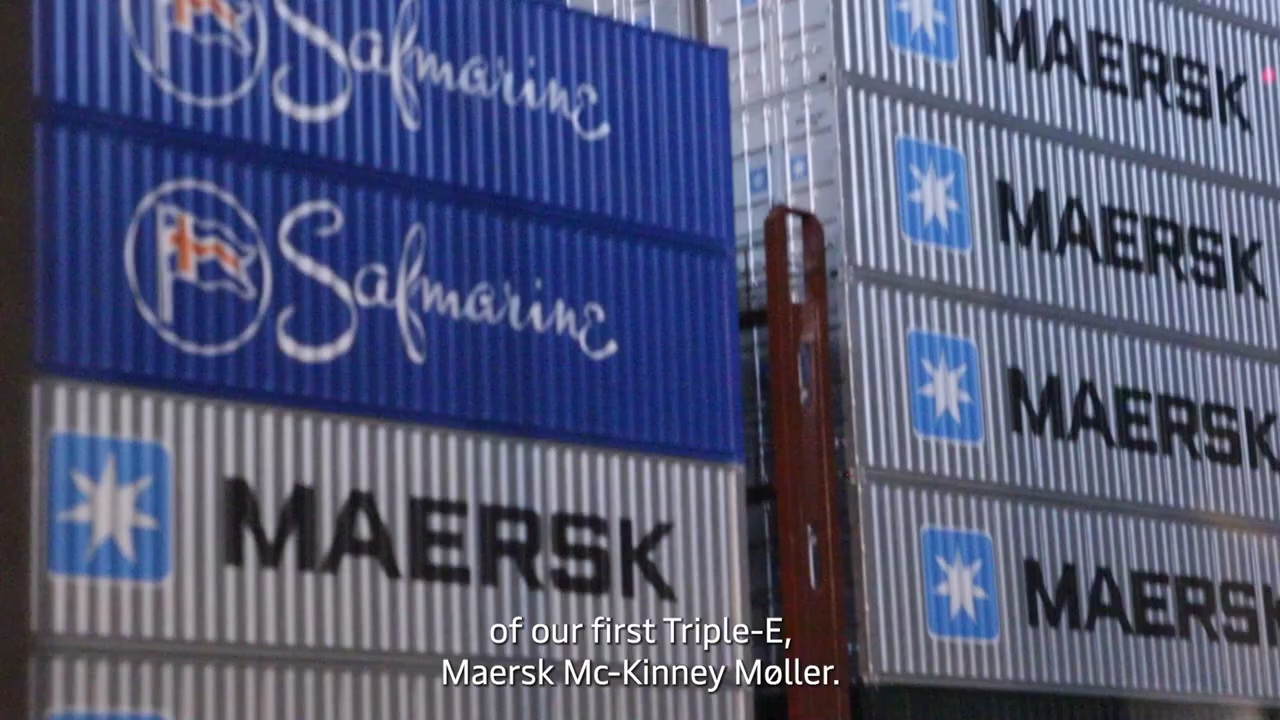 Safmarine
MAERSK
Safmarine
MAERSK
MAERSK
MAERSK
MAERSK
of our first Triple-E,
Maersk Mc-Kinney Møller.